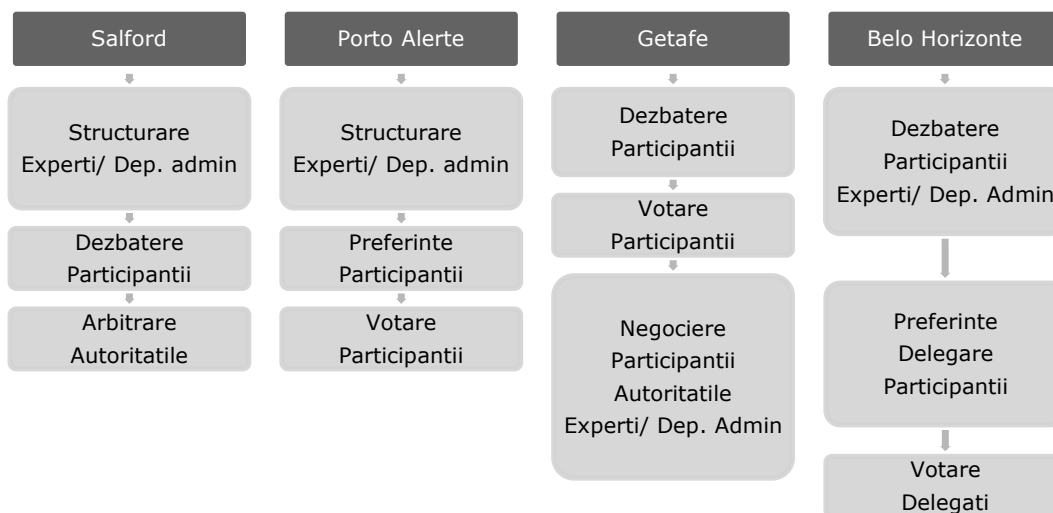 Salford
Structurare
Experti/ Dep. admin
Dezbatere
Participantii
Arbitrare
Autoritatile
Porto Alerte
Structurare
Experti/ Dep. admin
Preferinte
Participantii
Votare
Participantii
Getafe
Dezbatere
Participantii
Votare
Participantii
Negociere
Participantii
Autoritatile
Experti/ Dep. Admin
Belo Horizonte
Dezbatere
Participantii
Experti/ Dep. Admin
Preferinte
Delegare
Participantii
Votare
Delegati